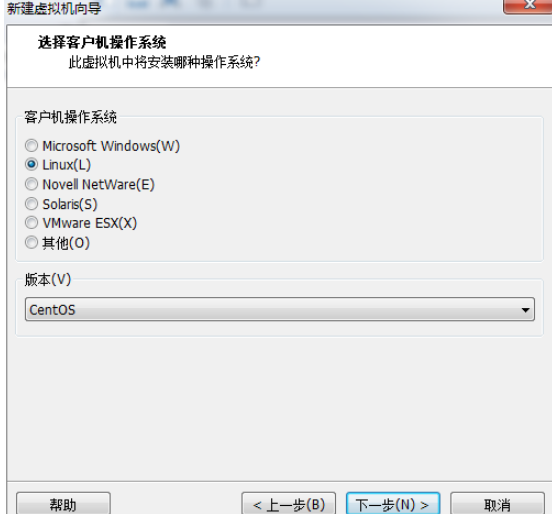 新建虚拟机向导
选择客户机操作系统
此虚拟机中将安装哪种操作系统?
客户机操作系统
Microsoft Windows(W)
Linux(L)
Novell NetWare(E)
Solaris(S)
VMware ESX(X)
其他(O)
版本(V)
CentOS
帮助
< 上一步(B)
下一步(N) >
取消